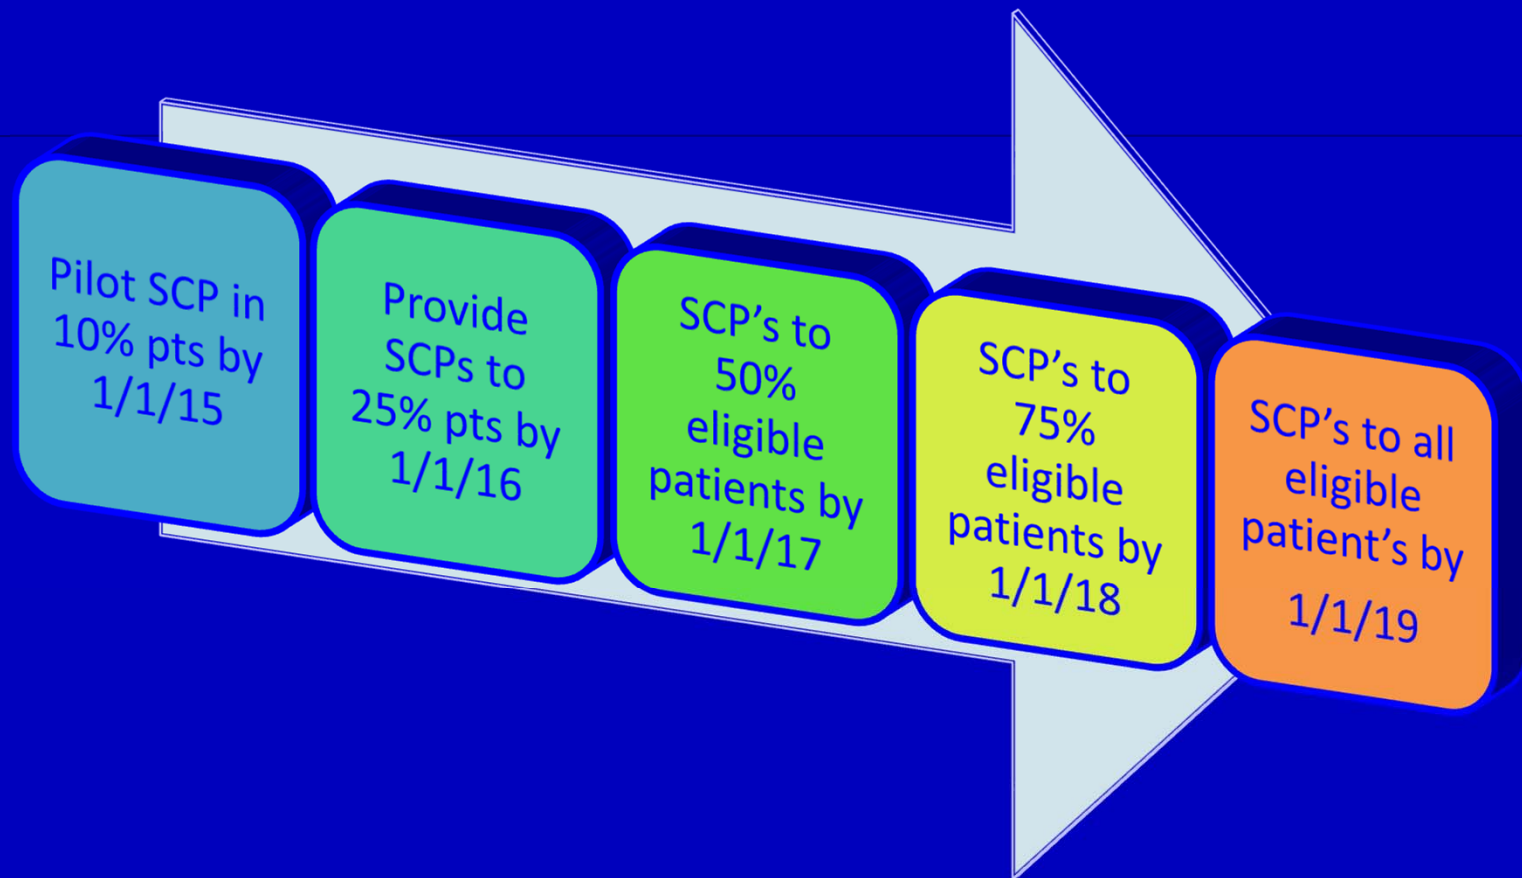 Pilot SCP in
10% pts by
1/1/15
Provide
SCPs to
25% pts by
1/1/16
SCP’s to
50%
eligible
patients by
1/1/17
SCP’s to
75%
eligible
patients by
1/1/18
SCP’s to all
eligible
patient’s by
1/1/19